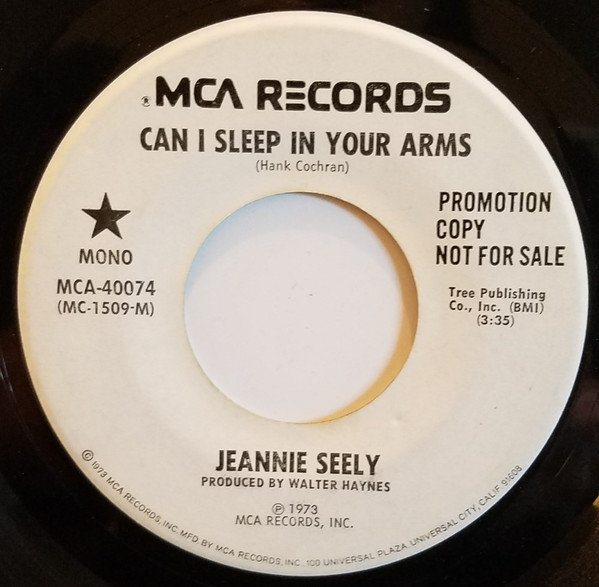 ® MCA RECORDS
CAN I SLEEP IN YOUR ARMS
(Hank Cochran)
MONO
MCA-40074
(MC-1509-M)
PROMOTION
COPY
NOT FOR SALE
Tree Publishing
Co., Inc. (BMI)
(3:35)
JEANNIE SEELY
PRODUCED BY WALTER HAYNES
℗ 1973
MCA RECORDS, INC.
© 1973 MCA RECORDS, INC. MFD. BY MCA RECORDS, INC., 100 UNIVERSAL PLAZA, UNIVERSAL CITY, CALIF. 91608